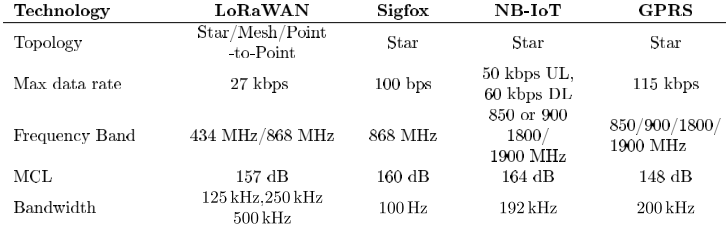 Technology LoRaWAN Sigfox NB-IoT GPRS
Topology Star/Mesh/Point -to-Point Star Star Star
Max data rate 27 kbps 100 bps 50 kbps UL, 60 kbps DL 115 kbps
Frequency Band 434 MHz/868 MHz 868 MHz 850 or 900 1800/ 1900 MHz 850/900/1800/ 1900 MHz
MCL 157 dB 160 dB 164 dB 148 dB
Bandwidth 125 kHz,250 kHz 500 kHz 100 Hz 192 kHz 200 kHz